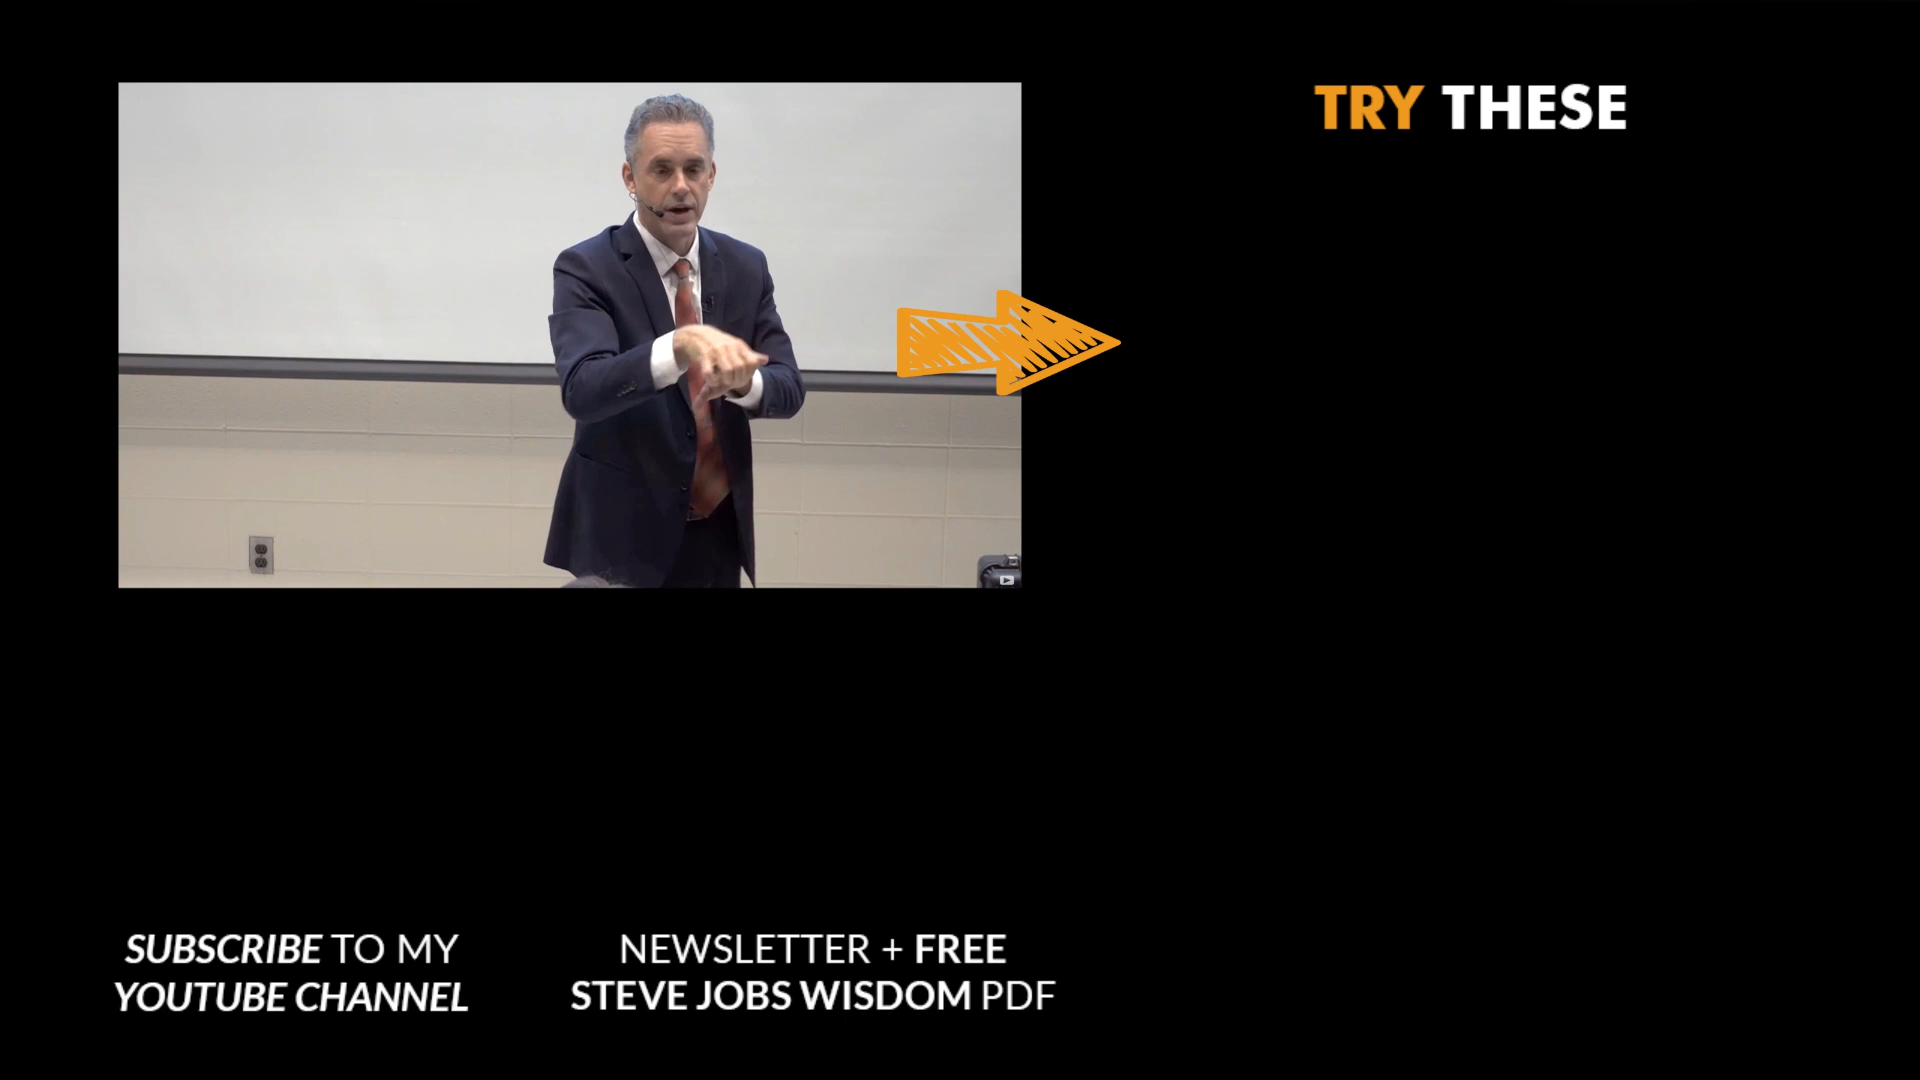 TRY THESE
SUBSCRIBE TO MY
YOUTUBE CHANNEL
NEWSLETTER + FREE
STEVE JOBS WISDOM PDF